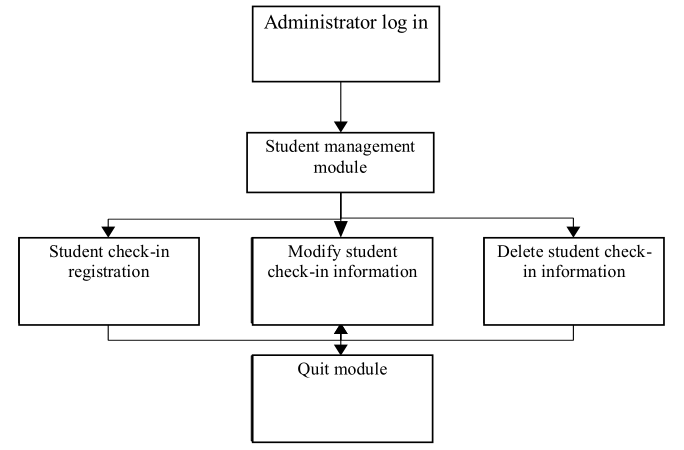 Administrator log in
Student management
module
Student check-in
registration
Modify student
check-in information
Delete student check-
in information
Quit module